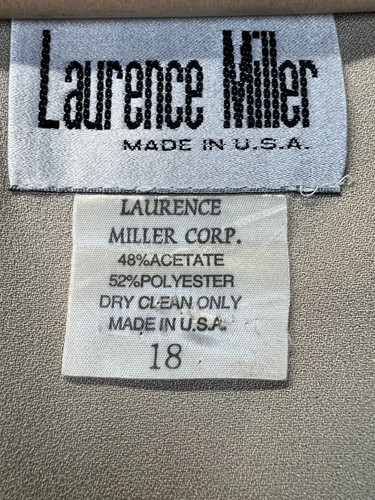 Laurence Miller
MADE IN U.S.A.
LAURENCE
MILLER CORP.
48%ACETATE
52%POLYESTER
DRY CLEAN ONLY
MADE IN U.S.A.
18